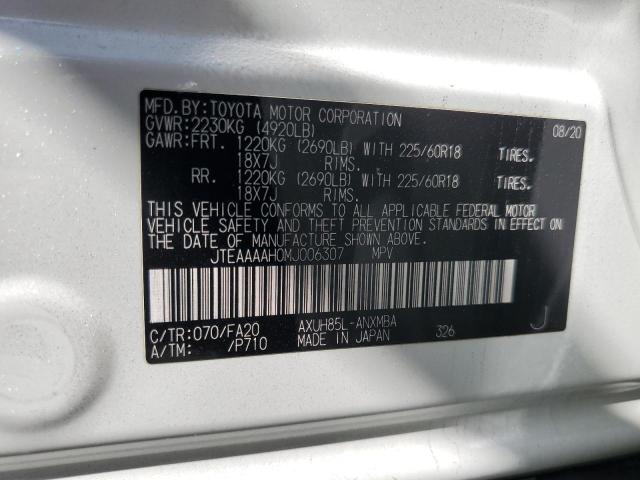 MFD. BY: TOYOTA MOTOR CORPORATION 08/20
GVWR: 2230KG (4920LB)
GAWR: FRT. 1220KG (2690LB) WITH 225/60R18 TIRES.
18X7J RIMS.
RR. 1220KG (2690LB) WITH 225/60R18 TIRES.
18X7J RIMS.
THIS VEHICLE CONFORMS TO ALL APPLICABLE FEDERAL MOTOR
VEHICLE SAFETY AND THEFT PREVENTION STANDARDS IN EFFECT ON
THE DATE OF MANUFACTURE SHOWN ABOVE.
JTEAAAAH0MJ006307 MPV
C/TR: 070/FA20 AXUH85L-ANXMBA 326 J
A/TM: /P710 MADE IN JAPAN